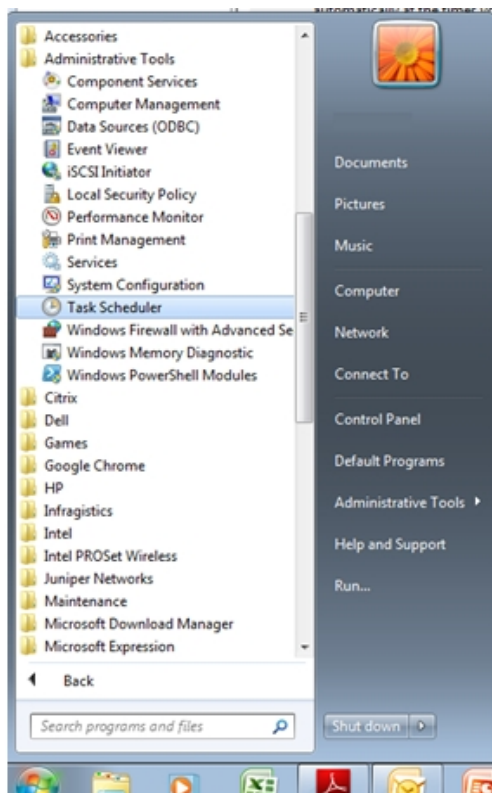 automatically at the timer
Accessories
Administrative Tools
Component Services
Computer Management
Data Sources (ODBC)
Event Viewer
iSCSI Initiator
Local Security Policy
Performance Monitor
Print Management
Services
System Configuration
Task Scheduler
Windows Firewall with Advanced Se
Windows Memory Diagnostic
Windows PowerShell Modules
Citrix
Dell
Games
Google Chrome
HP
Infragistics
Intel
Intel PROSet Wireless
Juniper Networks
Maintenance
Microsoft Download Manager
Microsoft Expression
Back
Search programs and files
Documents
Pictures
Music
Computer
Network
Connect To
Control Panel
Default Programs
Administrative Tools
Help and Support
Run...
Shut down